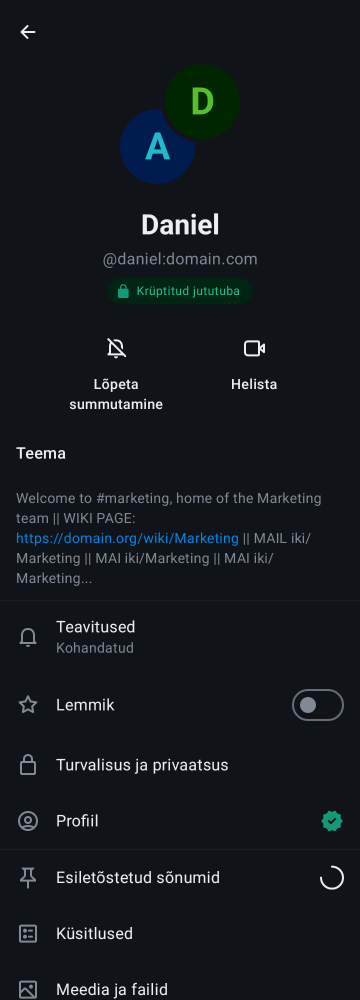 D
A
Daniel
@daniel:domain.com
Krüptitud jututuba
Lõpeta
summutamine
Helista
Teema
Welcome to #marketing, home of the Marketing
team || WIKI PAGE:
https://domain.org/wiki/Marketing || MAIL iki/
Marketing || MAI iki/Marketing || MAI iki/
Marketing...
Teavitused
Kohandatud
Lemmik
Turvalisus ja privaatsus
Profiil
Esiletõstetud sõnumid
Küsitlused
Meedia ja failid